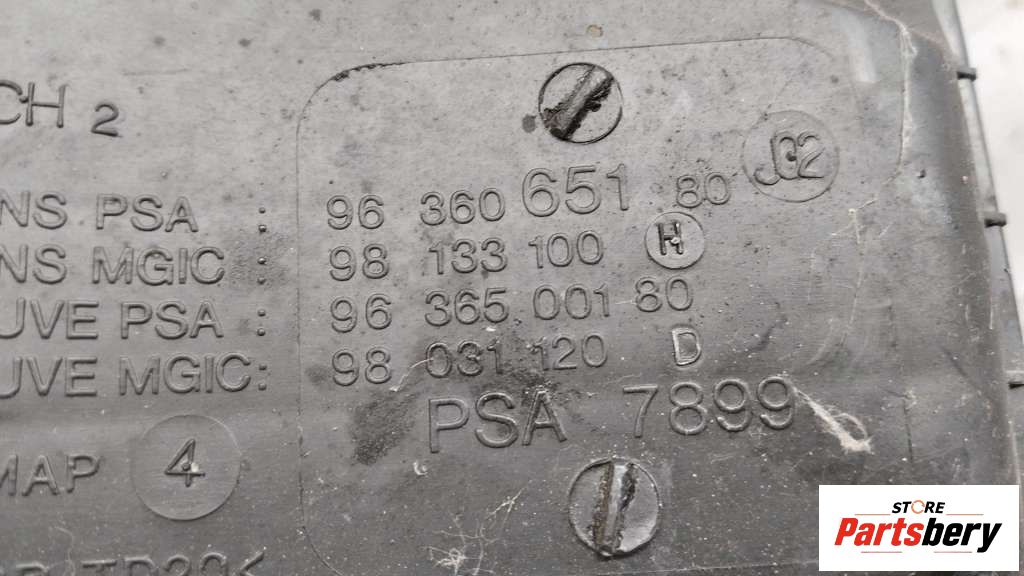 CH 2
NS PSA : 96 360 651 80 J02
NS MGIC : 98 133 100 H
UVE PSA : 96 365 001 80
UVE MGIC: 98 031 120 D
PSA 7899
MAP 4
TD20<
STORE
Partsbery